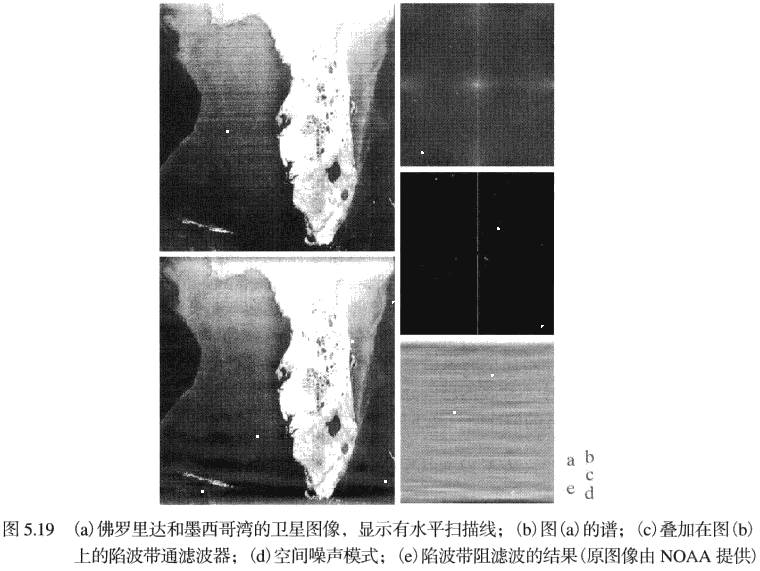 a b
c
e d
图 5.19 (a)佛罗里达和墨西哥湾的卫星图像，显示有水平扫描线；(b)图(a)的谱；(c)叠加在图(b)
上的陷波带通滤波器；(d)空间噪声模式；(e)陷波带阻滤波的结果(原图像由 NOAA 提供)